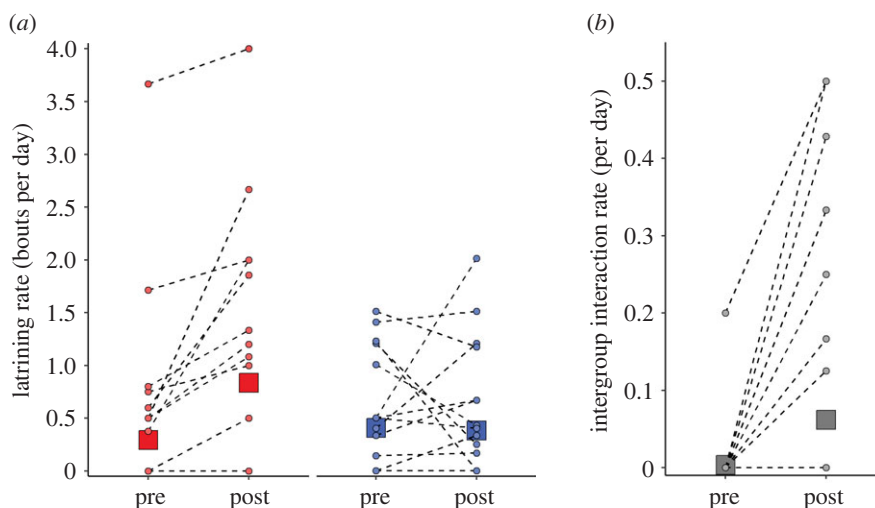 (a)
latrining rate (bouts per day)
4.0
3.5
3.0
2.5
2.0
1.5
1.0
0.5
0
pre post pre post
(b)
intergroup interaction rate (per day)
0.5
0.4
0.3
0.2
0.1
0
pre post